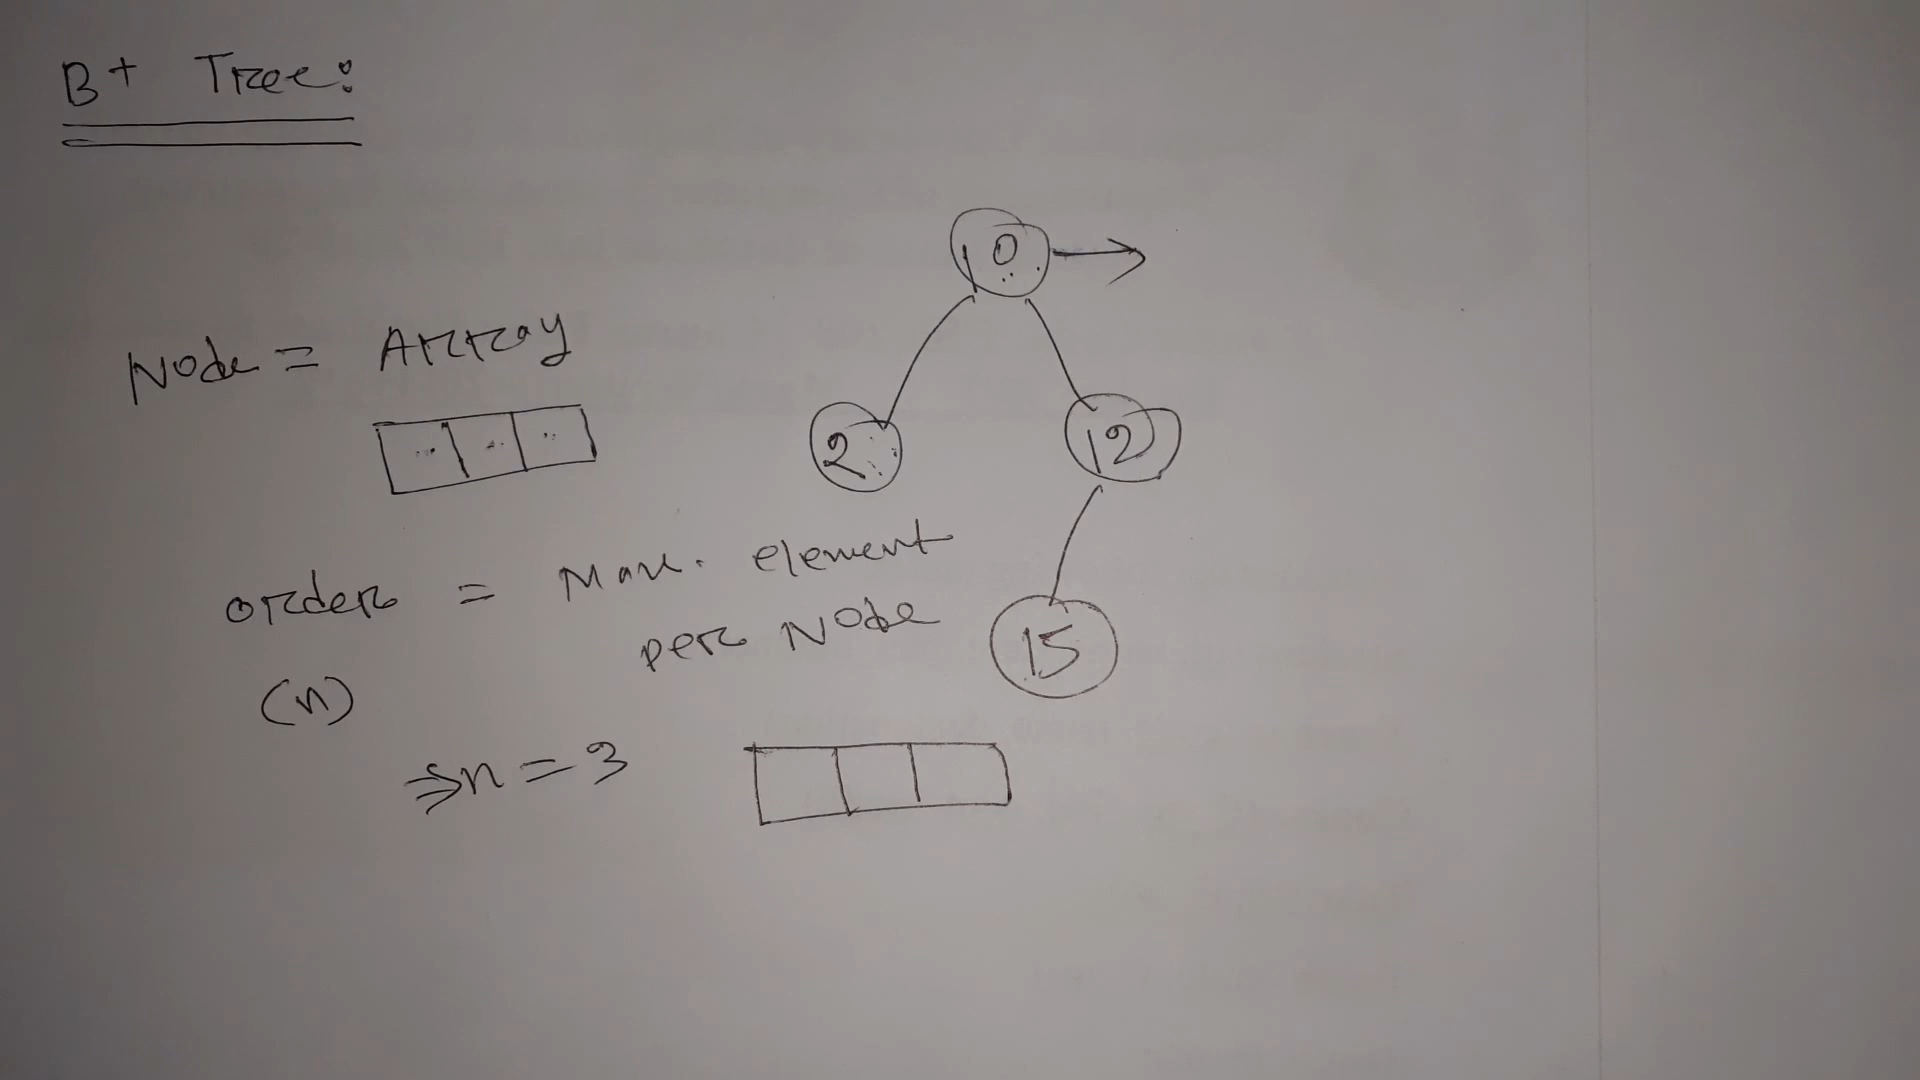 B+ Tree:
10
Node = Array
2
12
order = Max. element
per Node
15
(n)
⇒ n = 3